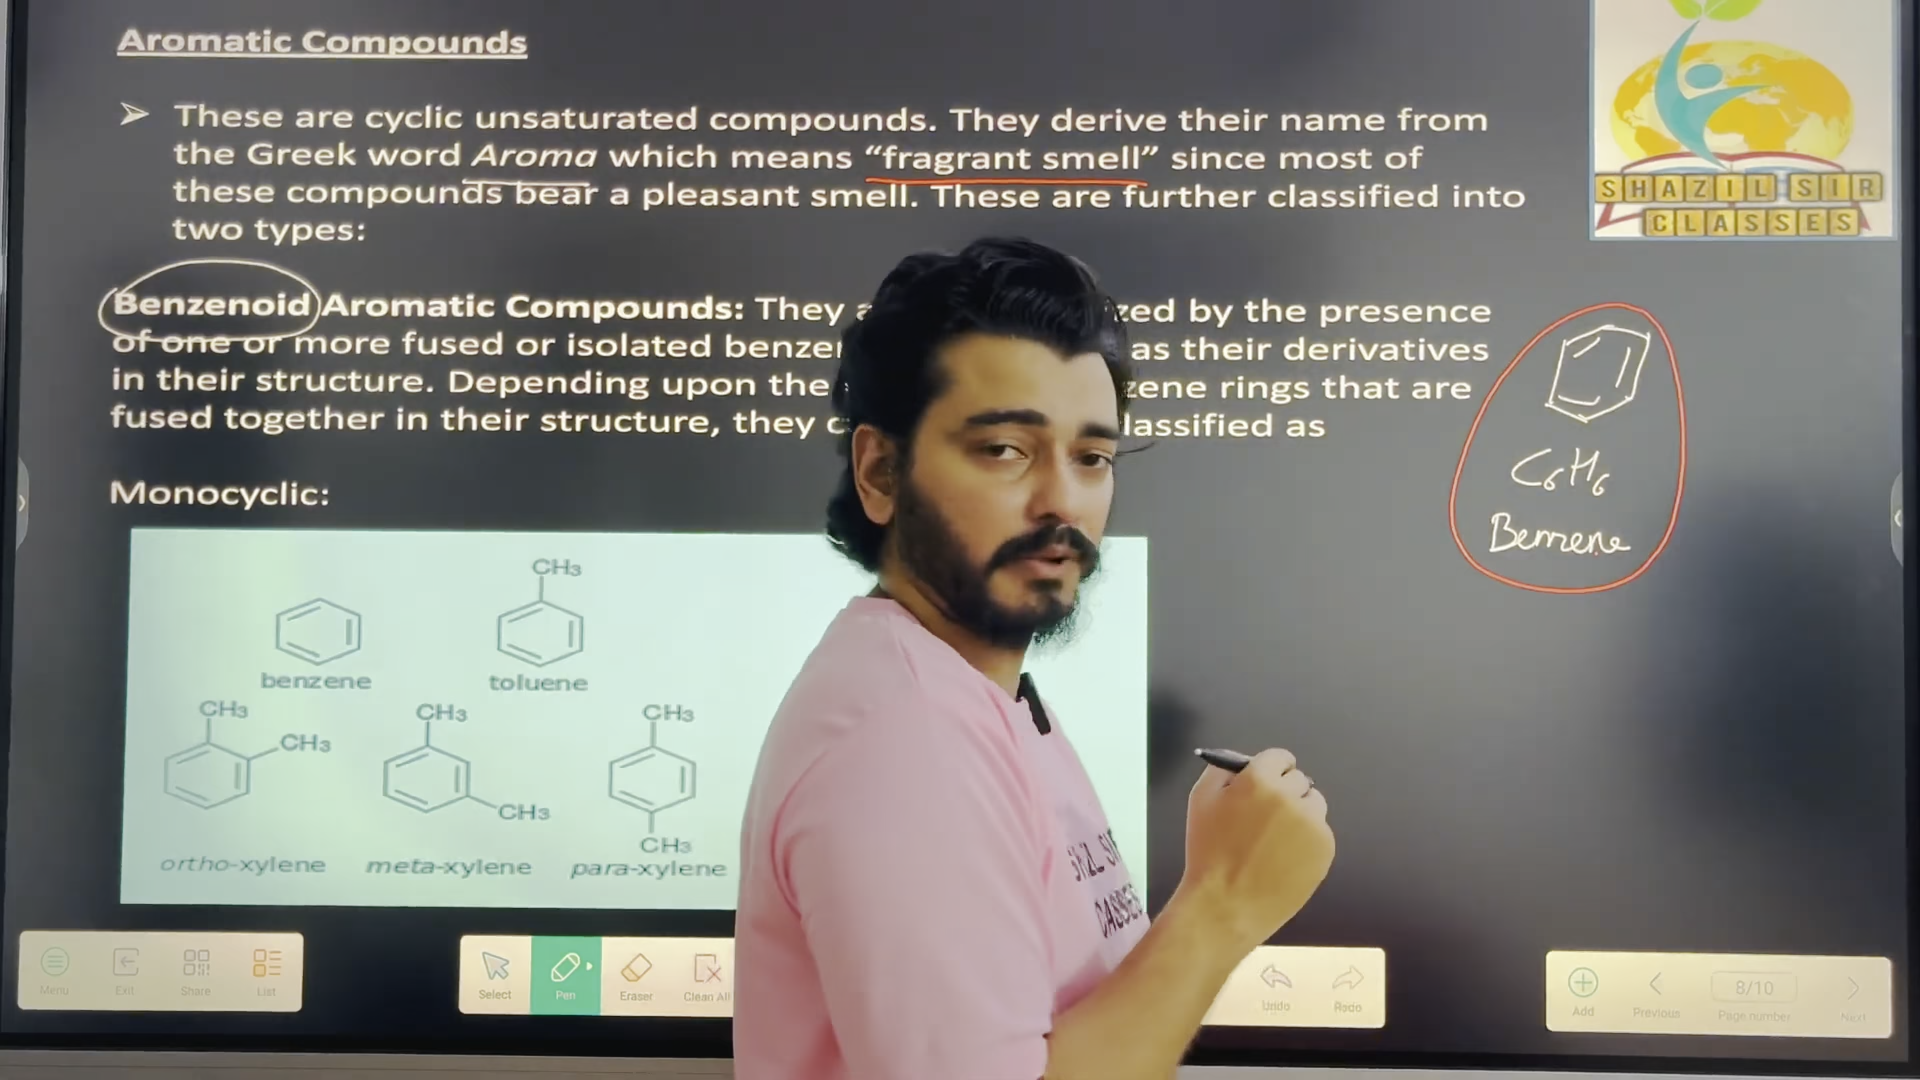 Aromatic Compounds
➢ These are cyclic unsaturated compounds. They derive their name from
the Greek word Aroma which means “fragrant smell” since most of
these compounds bear a pleasant smell. These are further classified into
two types:
SHAZIL SIR
CLASSES
Benzenoid Aromatic Compounds: They zed by the presence
of one or more fused or isolated as their derivatives
in their structure. Depending upon the zene rings that are
fused together in their structure, they lassified as
C6H6
Benzene
Monocyclic:
CH3
benzene
toluene
CH3
CH3
CH3
CH3
CH3
CH3
ortho-xylene
meta-xylene
para-xylene
Menu
Exit
Share
List
Select
Pen
Eraser
Clean All
Undo
Redo
Add
Previous
8/10
Page number
Next